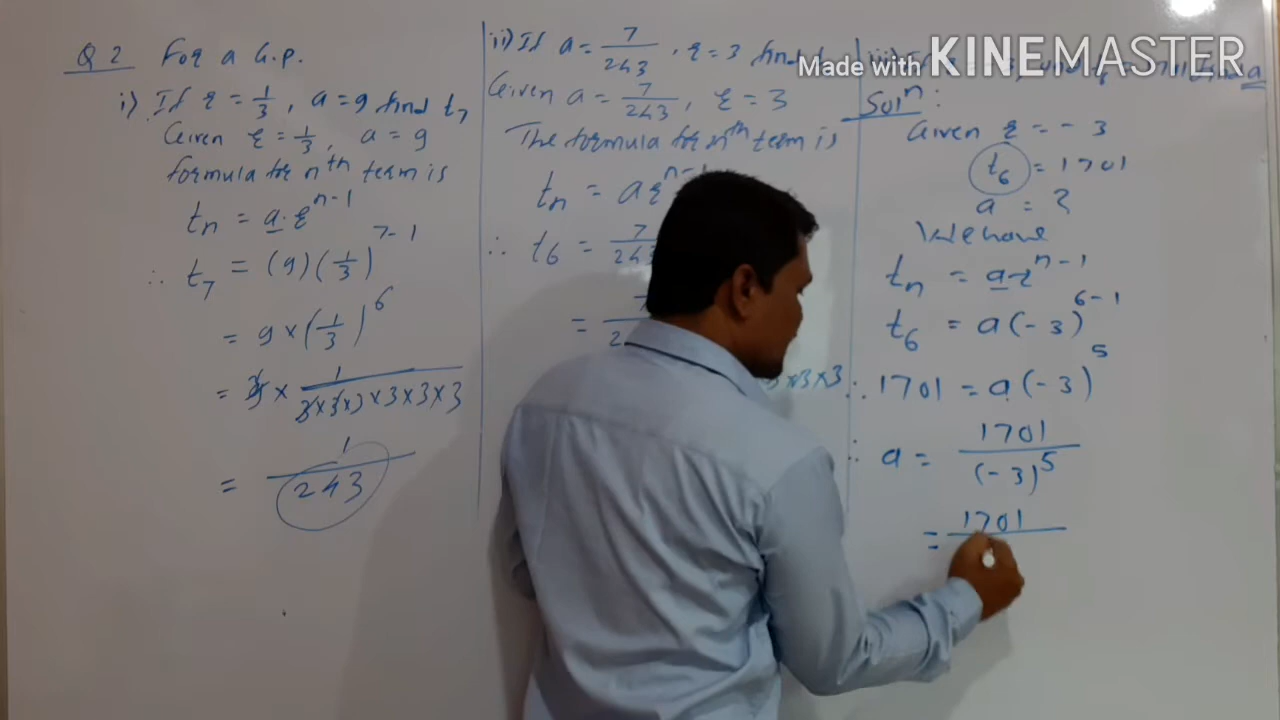 Q 2 For a G.P.
i) If r = 1/3, a = 9 find t7
Given r = 1/3, a = 9
formula for nth term is
tn = a.r^(n-1)
∴ t7 = (9)(1/3)^(7-1)
= 9 × (1/3)^6
= 1/(3×3×3×3×3×3)
= 1/243
ii) If a = 7/243, r = 3 find
Given a = 7/243, r = 3
The formula for nth term is
tn = ar^(n-1)
∴ t6 = 7/243
=
×3×3
Made with KINEMASTER
a
Solⁿ:
Given r = -3
t6 = 1701
a = ?
We have
tn = ar^(n-1)
t6 = a(-3)^(6-1)
∴ 1701 = a(-3)^5
∴ a = 1701/(-3)^5
= 1701